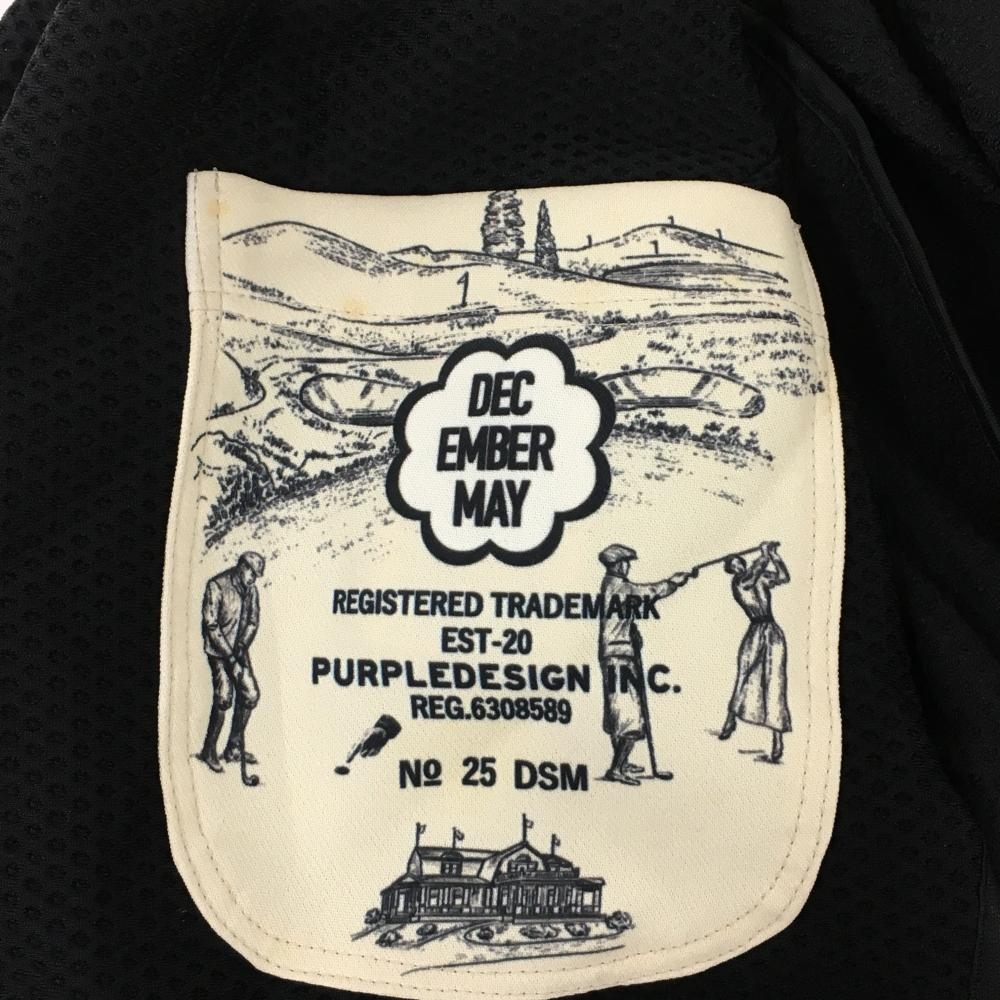 DEC
EMBER
MAY
REGISTERED TRADEMARK
EST-20
PURPLEDESIGN INC.
REG.6308589
Nº 25 DSM